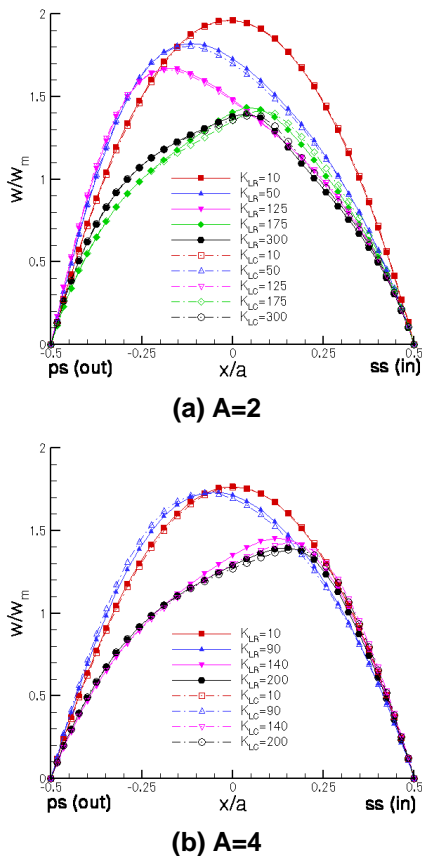 2
1.5
1
0.5
0
w/w_m
K_LR=10
K_LR=50
K_LR=125
K_LR=175
K_LR=300
K_LC=10
K_LC=50
K_LC=125
K_LC=175
K_LC=300
-0.5 -0.25 0 0.25 0.5
ps (out) x/a ss (in)
(a) A=2
2
1.5
1
0.5
0
w/w_m
K_LR=10
K_LR=90
K_LR=140
K_LR=200
K_LC=10
K_LC=90
K_LC=140
K_LC=200
-0.5 -0.25 0 0.25 0.5
ps (out) x/a ss (in)
(b) A=4